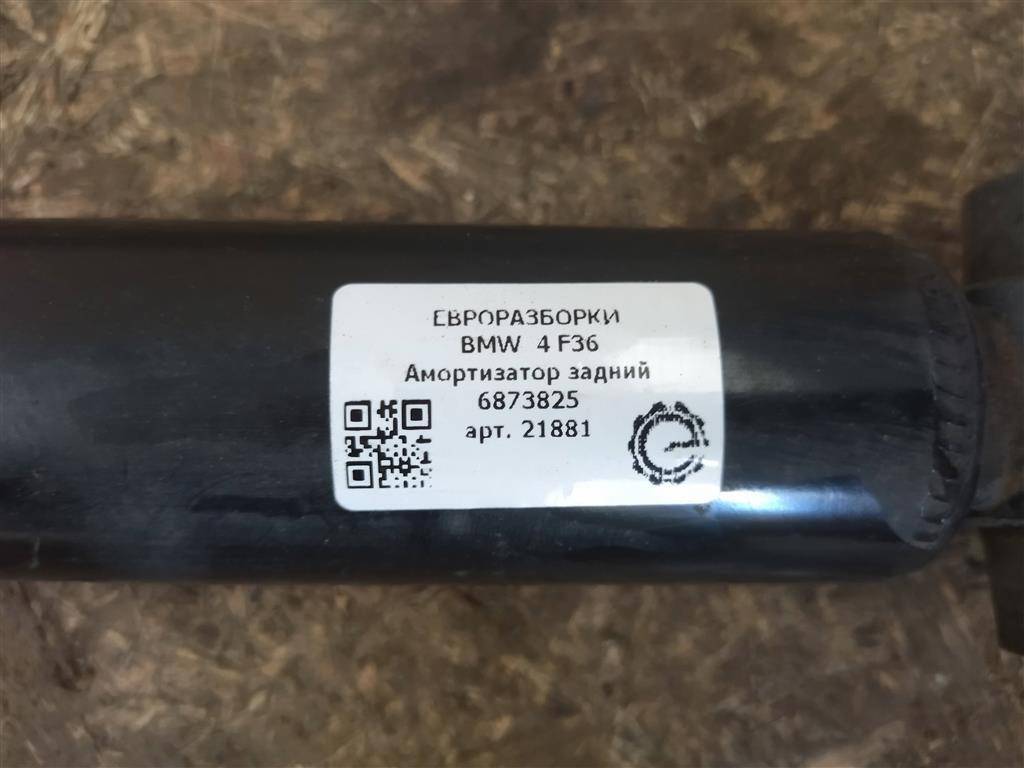 ЕВРОРАЗБОРКИ
BMW 4 F36
Амортизатор задний
6873825
арт. 21881